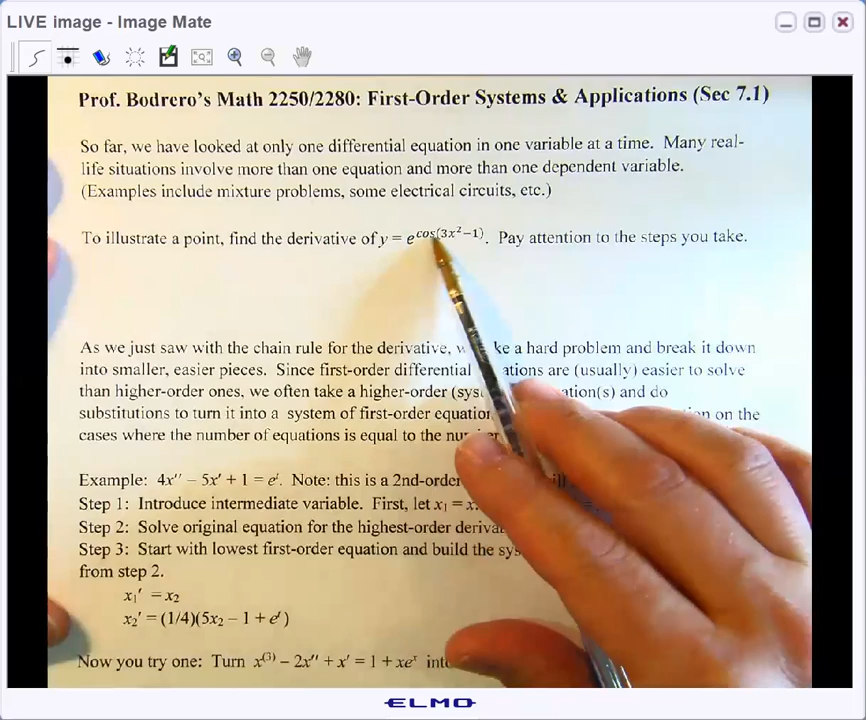 LIVE image - Image Mate
Prof. Bodrero's Math 2250/2280: First-Order Systems & Applications (Sec 7.1)
So far, we have looked at only one differential equation in one variable at a time. Many real-
life situations involve more than one equation and more than one dependent variable.
(Examples include mixture problems, some electrical circuits, etc.)
To illustrate a point, find the derivative of y = e^cos(3x²−1). Pay attention to the steps you take.
As we just saw with the chain rule for the derivative, ke a hard problem and break it down
into smaller, easier pieces. Since first-order differential ations are (usually) easier to solve
than higher-order ones, we often take a higher-order (sys ation(s) and do
substitutions to turn it into a system of first-order equation on on the
cases where the number of equations is equal to the
Example: 4x'' − 5x' + 1 = eᵗ. Note: this is a 2nd-order
Step 1: Introduce intermediate variable. First, let x₁ = x.
Step 2: Solve original equation for the highest-order deriva
Step 3: Start with lowest first-order equation and build the sys
from step 2.
x₁' = x₂
x₂' = (1/4)(5x₂ − 1 + eᵗ)
Now you try one: Turn x⁽³⁾ − 2x'' + x' = 1 + xeˣ int
ELMO